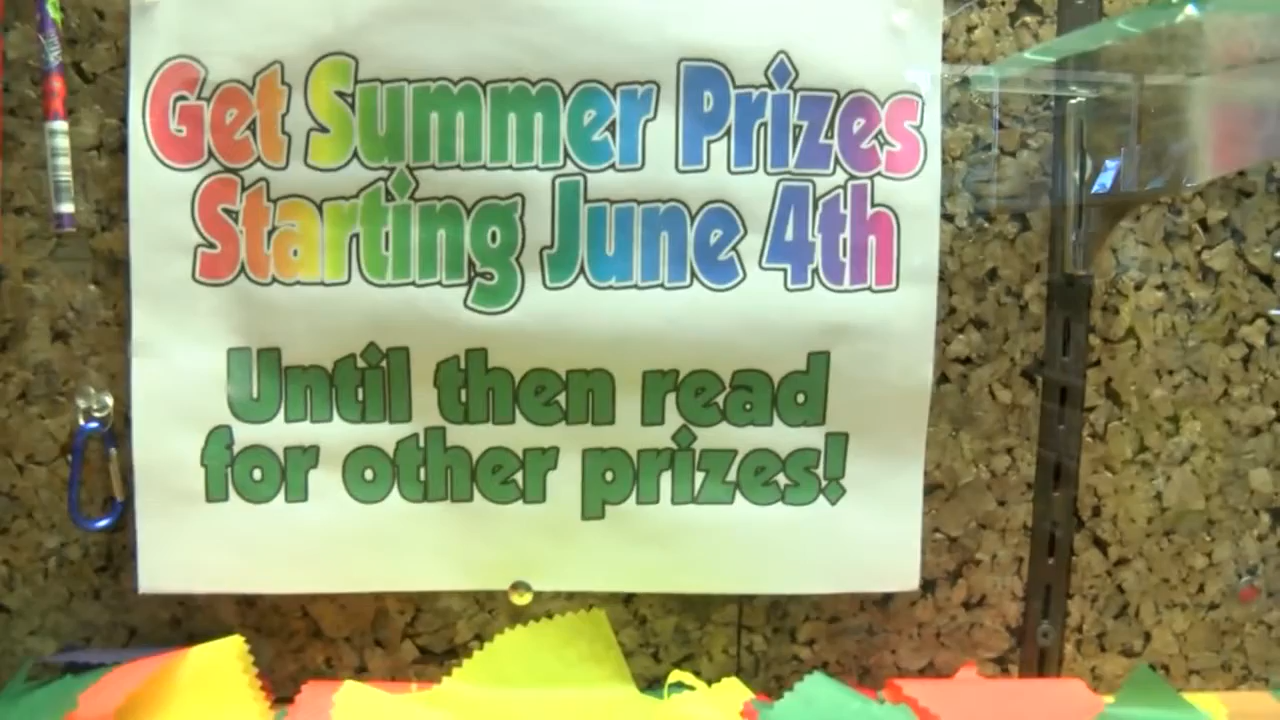 Get Summer Prizes
Starting June 4th
Until then read
for other prizes!